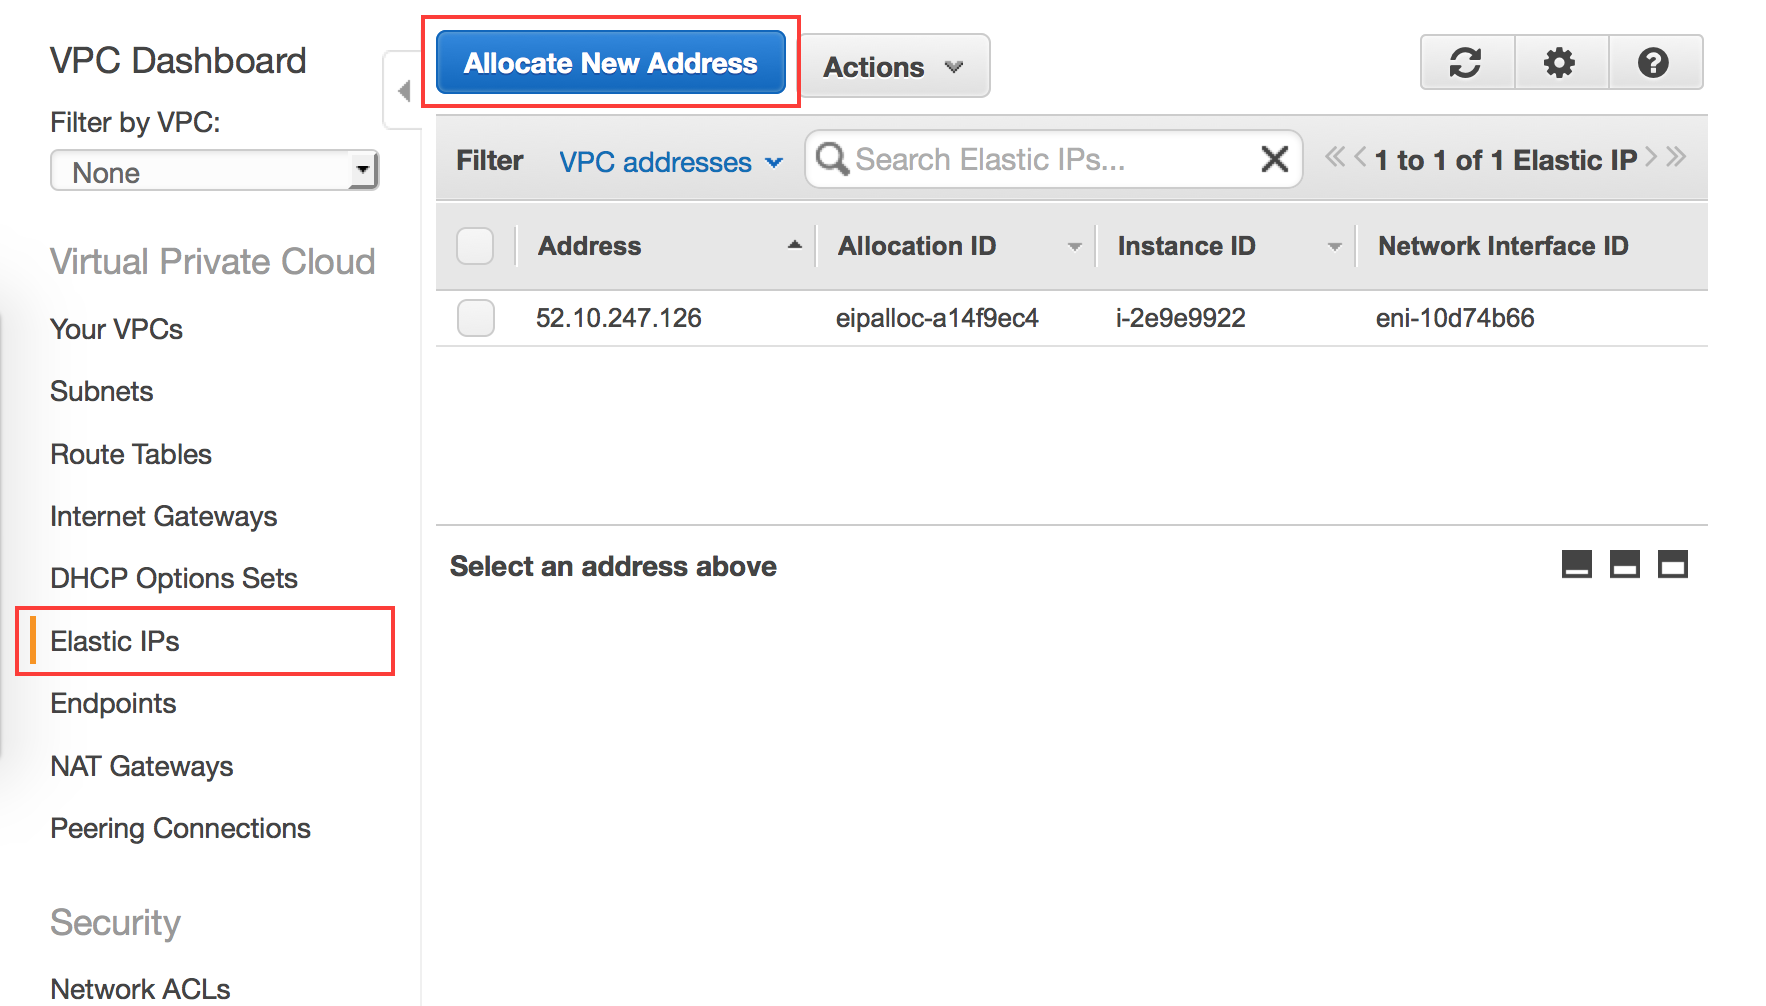 VPC Dashboard
Filter by VPC:
None
Virtual Private Cloud
Your VPCs
Subnets
Route Tables
Internet Gateways
DHCP Options Sets
Elastic IPs
Endpoints
NAT Gateways
Peering Connections
Security
Network ACLs
Allocate New Address Actions
Filter VPC addresses Search Elastic IPs... 1 to 1 of 1 Elastic IP
Address Allocation ID Instance ID Network Interface ID
52.10.247.126 eipalloc-a14f9ec4 i-2e9e9922 eni-10d74b66
Select an address above